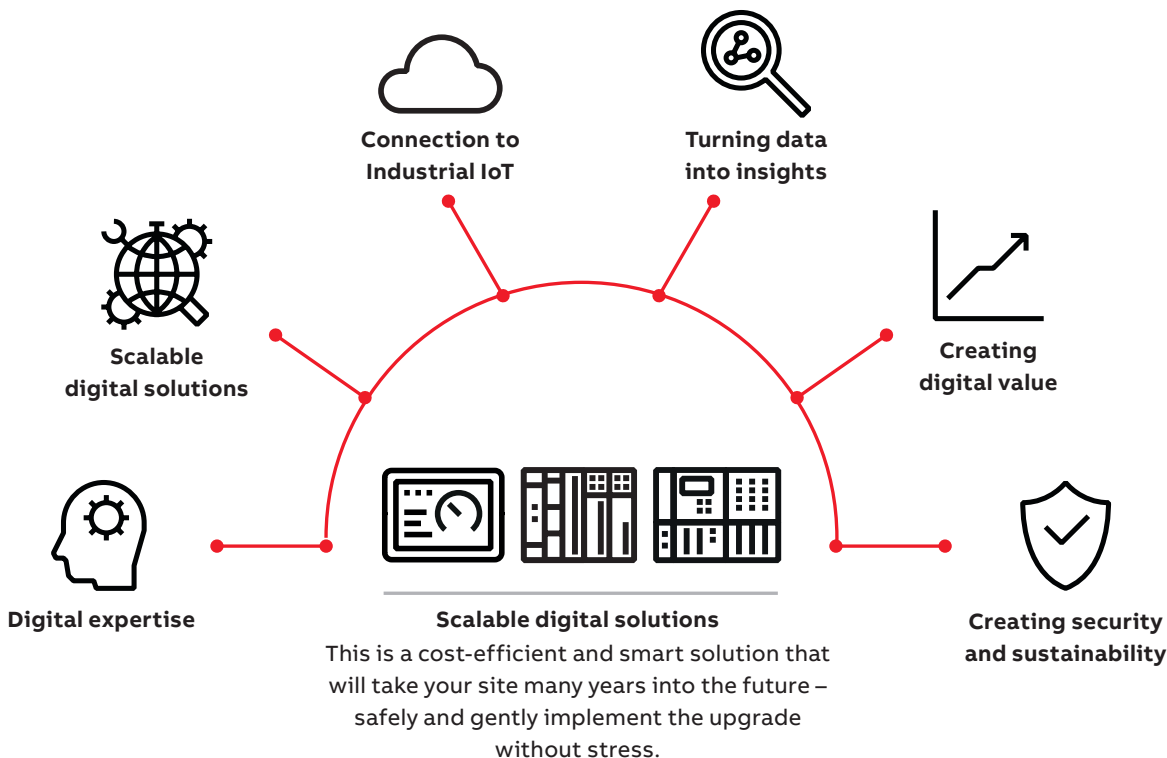 Connection to
Industrial IoT
Turning data
into insights
Scalable
digital solutions
Creating
digital value
Digital expertise
Scalable digital solutions
This is a cost-efficient and smart solution that
will take your site many years into the future –
safely and gently implement the upgrade
without stress.
Creating security
and sustainability